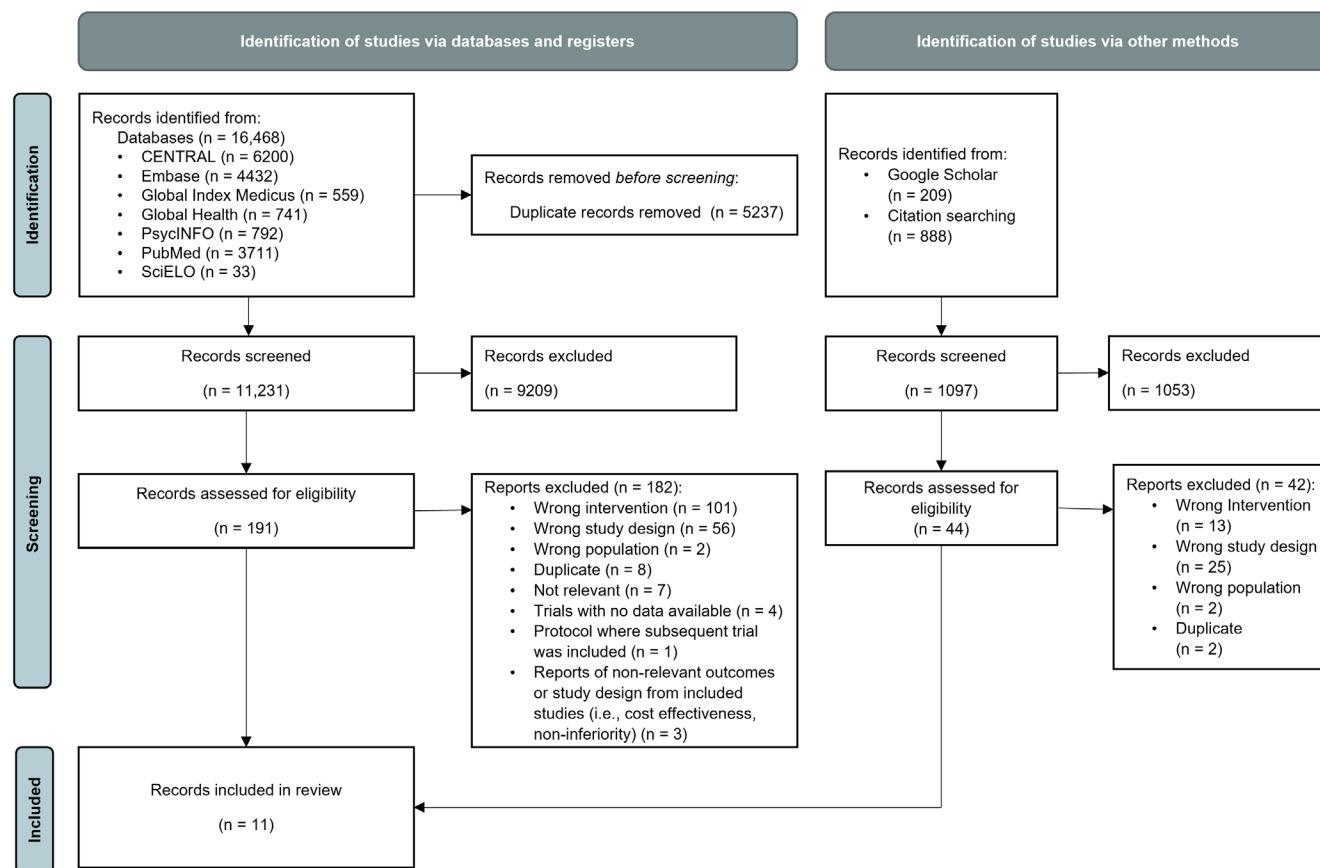 Identification of studies via databases and registers
Identification of studies via other methods
Identification
Records identified from:
Databases (n = 16,468)
• CENTRAL (n = 6200)
• Embase (n = 4432)
• Global Index Medicus (n = 559)
• Global Health (n = 741)
• PsycINFO (n = 792)
• PubMed (n = 3711)
• SciELO (n = 33)
Records removed before screening:
Duplicate records removed (n = 5237)
Records identified from:
• Google Scholar
(n = 209)
• Citation searching
(n = 888)
Screening
Records screened
(n = 11,231)
Records excluded
(n = 9209)
Records screened
(n = 1097)
Records excluded
(n = 1053)
Records assessed for eligibility
(n = 191)
Reports excluded (n = 182):
• Wrong intervention (n = 101)
• Wrong study design (n = 56)
• Wrong population (n = 2)
• Duplicate (n = 8)
• Not relevant (n = 7)
• Trials with no data available (n = 4)
• Protocol where subsequent trial
was included (n = 1)
• Reports of non-relevant outcomes
or study design from included
studies (i.e., cost effectiveness,
non-inferiority) (n = 3)
Records assessed for
eligibility
(n = 44)
Reports excluded (n = 42):
• Wrong Intervention
(n = 13)
• Wrong study design
(n = 25)
• Wrong population
(n = 2)
• Duplicate
(n = 2)
Included
Records included in review
(n = 11)